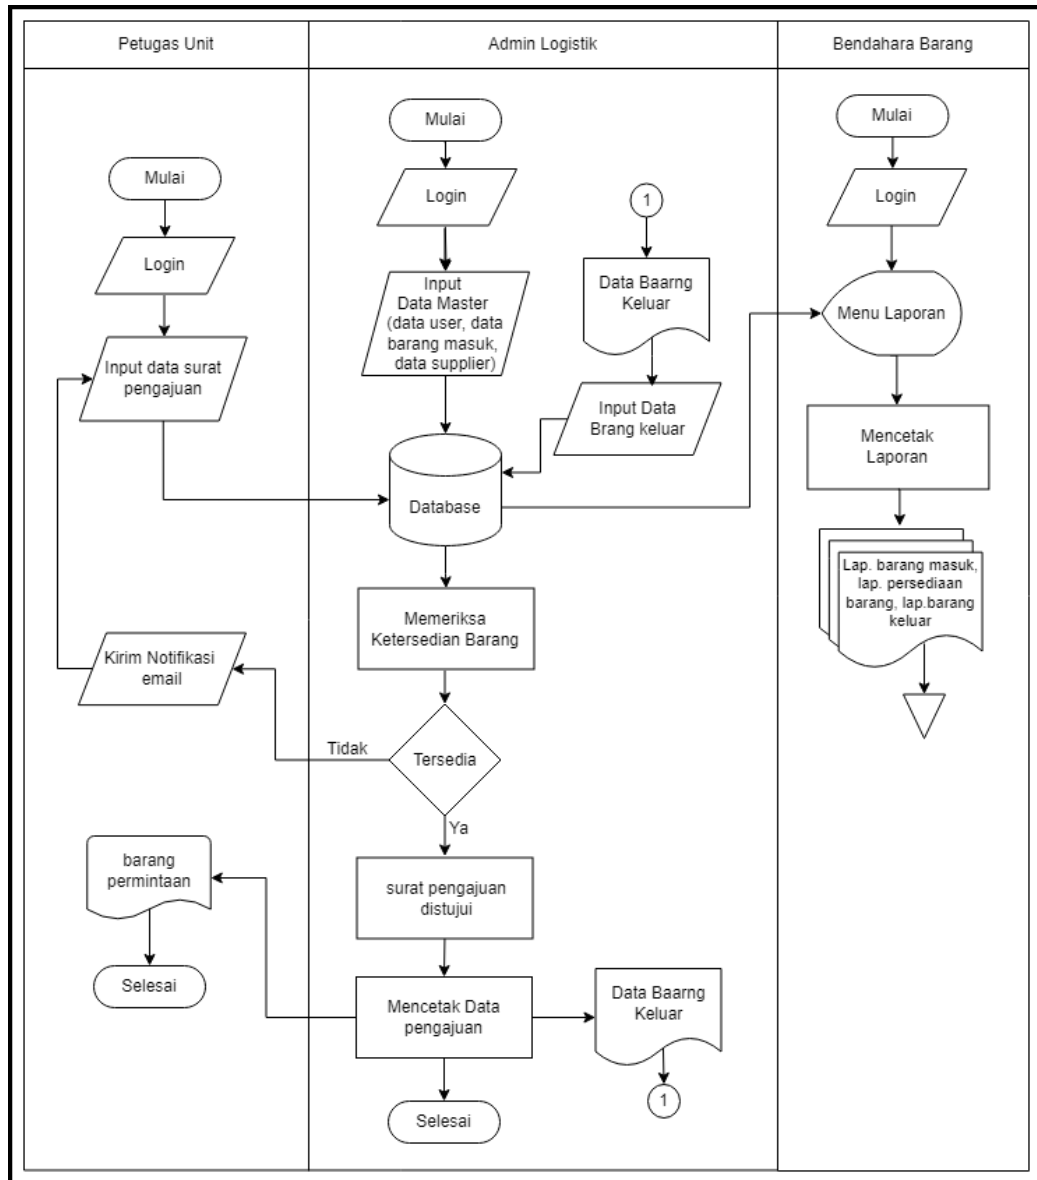 Petugas Unit
Admin Logistik
Bendahara Barang
Mulai
Login
Input data surat
pengajuan
Kirim Notifikasi
email
barang
permintaan
Selesai
Mulai
Login
Input
Data Master
(data user, data
barang masuk,
data supplier)
1
Data Baarng
Keluar
Input Data
Brang keluar
Database
Memeriksa
Ketersedian Barang
Tersedia
Tidak
Ya
surat pengajuan
distujui
Mencetak Data
pengajuan
Data Baarng
Keluar
1
Selesai
Mulai
Login
Menu Laporan
Mencetak
Laporan
Lap. barang masuk,
lap. persediaan
barang, lap.barang
keluar